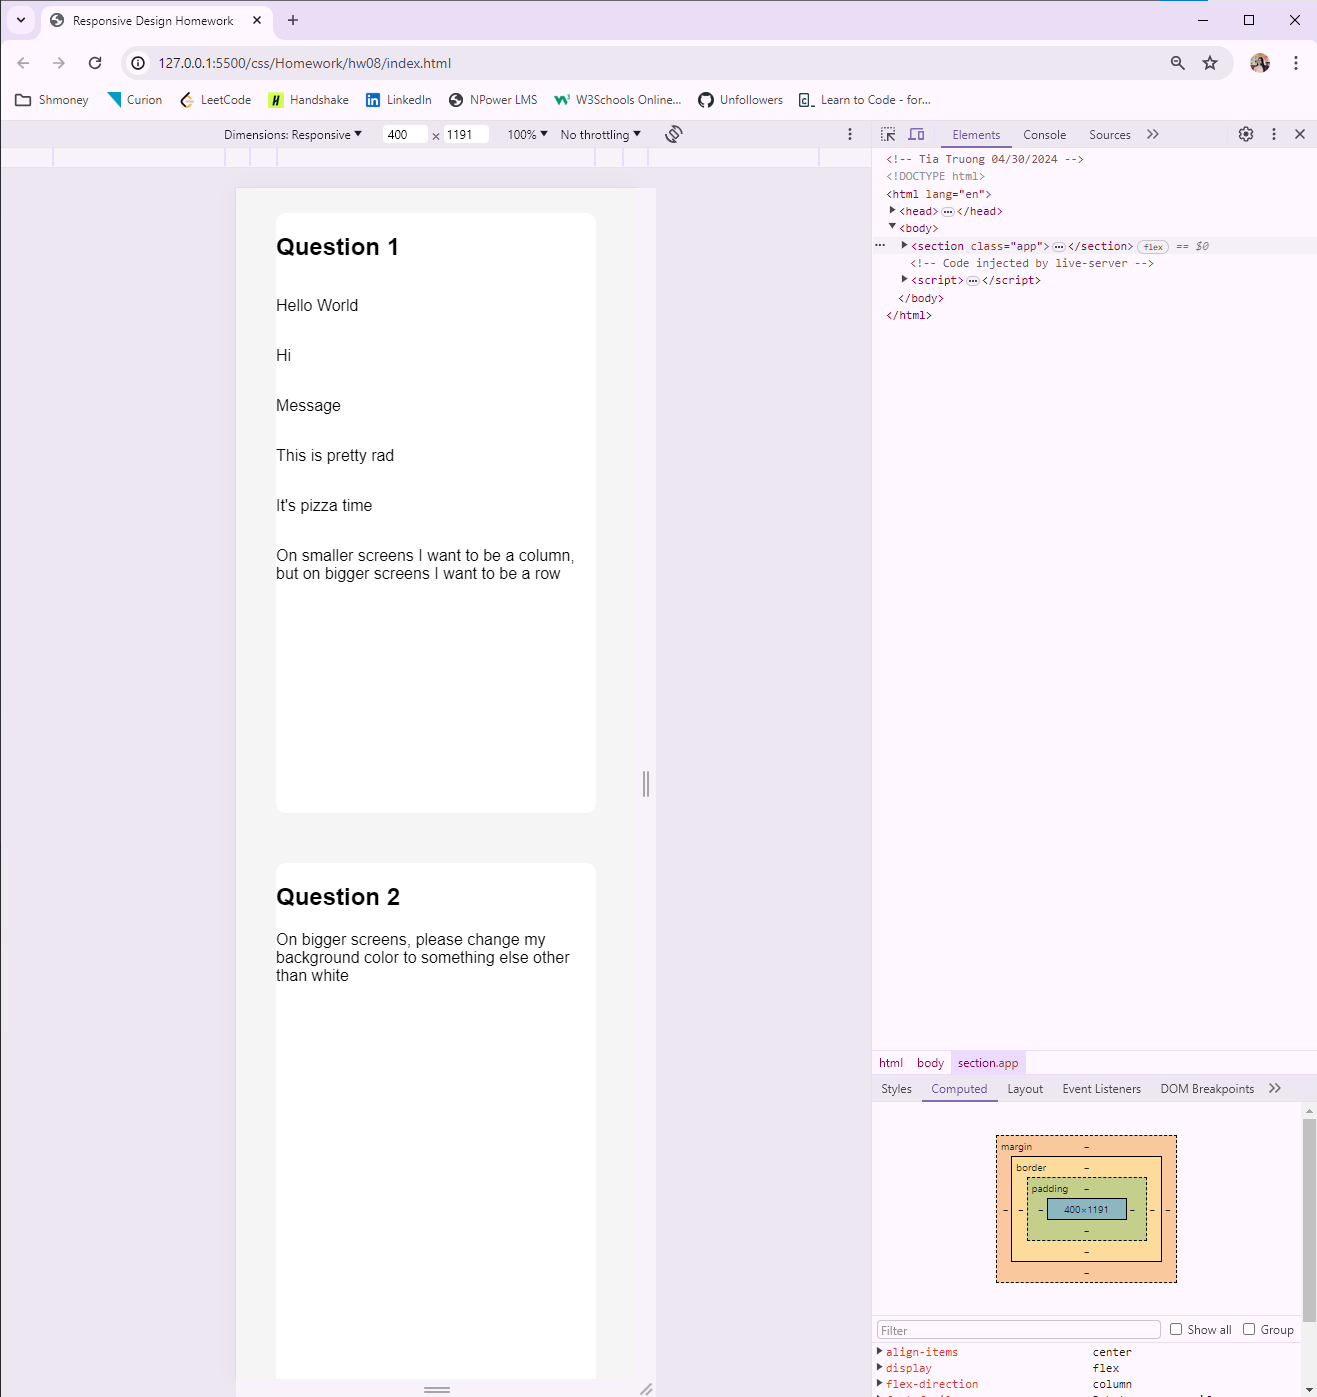 Responsive Design Homework
127.0.0.1:5500/css/Homework/hw08/index.html
Shmoney Curion LeetCode Handshake LinkedIn NPower LMS W3Schools Online... Unfollowers Learn to Code - for...
Dimensions: Responsive 400 × 1191 100% No throttling
Elements Console Sources
Question 1
Hello World
Hi
Message
This is pretty rad
It's pizza time
On smaller screens I want to be a column,
but on bigger screens I want to be a row
Question 2
On bigger screens, please change my
background color to something else other
than white
<!-- Tia Truong 04/30/2024 -->
<!DOCTYPE html>
<html lang="en">
<head>…</head>
<body>
… <section class="app">…</section> flex == $0
<!-- Code injected by live-server -->
<script>…</script>
</body>
</html>
html body section.app
Styles Computed Layout Event Listeners DOM Breakpoints
margin –
border –
padding –
– – – 400×1191 – – –
–
–
–
Filter Show all Group
align-items center
display flex
flex-direction column